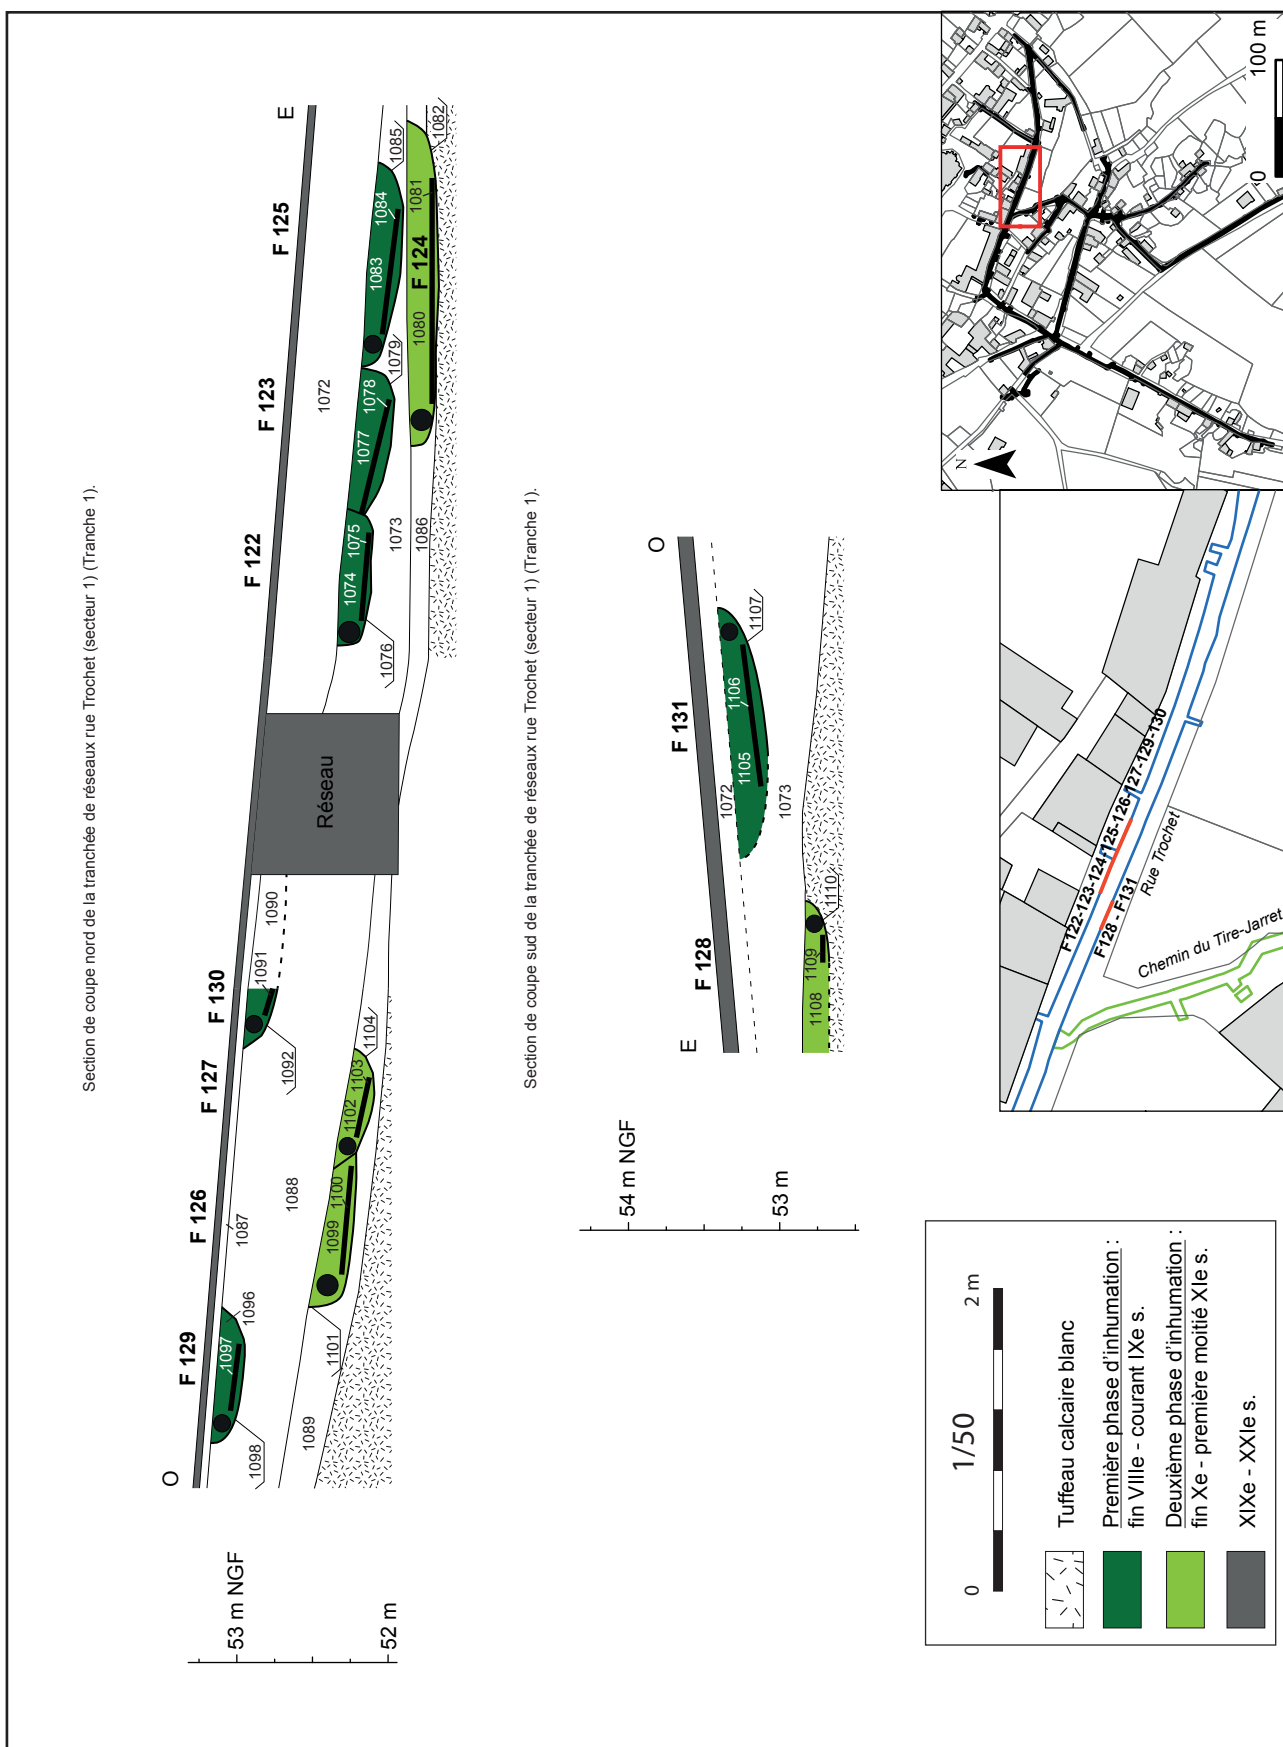 Section de coupe nord de la tranchée de réseaux rue Trochet (secteur 1) (Tranche 1).
O
E
F 129
F 126
F 127
F 130
F 122
F 123
F 125
F 124
53 m NGF
52 m
1098
1097
1096
1087
1088
1089
1101
1099
1100
1102
1103
1104
1092
1091
1090
Réseau
1072
1073
1086
1076
1074
1075
1077
1078
1079
1083
1084
1085
1080
1081
1082
Section de coupe sud de la tranchée de réseaux rue Trochet (secteur 1) (Tranche 1).
E
O
F 128
F 131
54 m NGF
53 m
1072
1073
1105
1106
1107
1108
1109
1110
1/50
0
2 m
Tuffeau calcaire blanc
Première phase d'inhumation :
fin VIIIe - courant IXe s.
Deuxième phase d'inhumation :
fin Xe - première moitié XIe s.
XIXe - XXIe s.
F122-123-124-125-126-127-129-130
F128 - F131
Rue Trochet
Chemin du Tire-Jarret
N
0
100 m